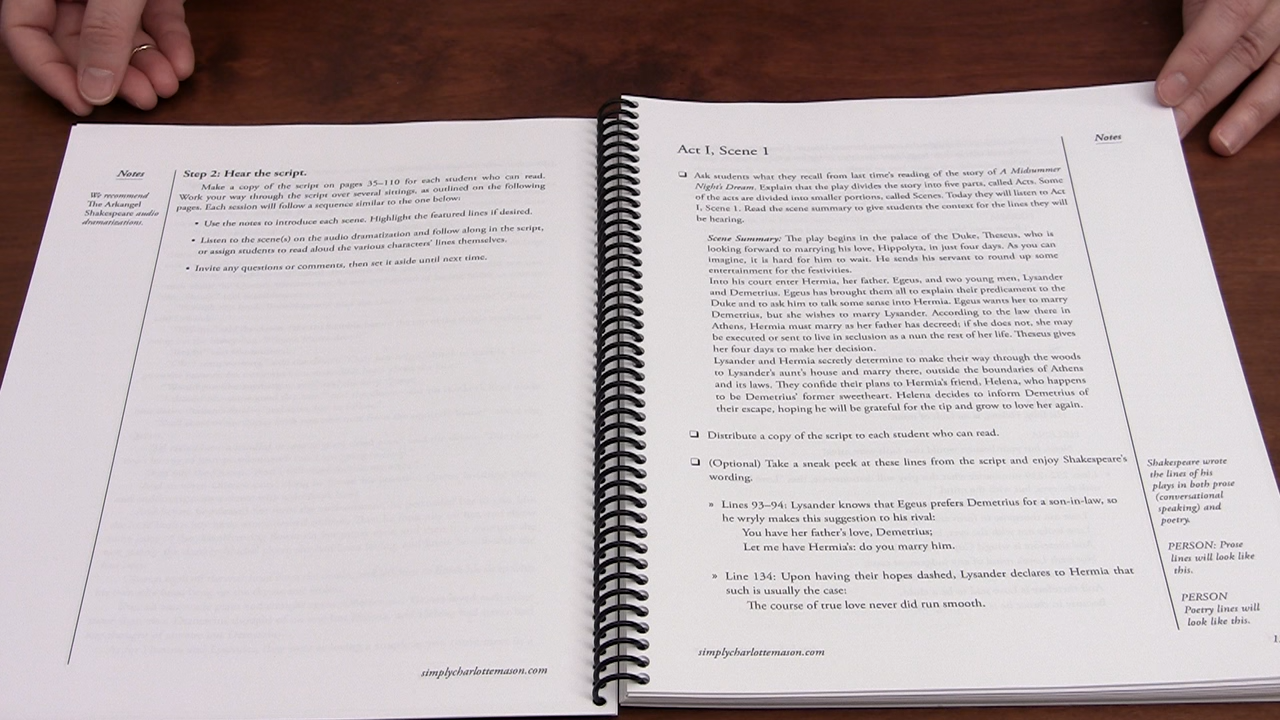 Notes
We recommend
The Arkangel
Shakespeare audio
dramatizations.
Step 2: Hear the script.
Make a copy of the script on pages 35–110 for each student who can read.
Work your way through the script over several sittings, as outlined on the following
pages. Each session will follow a sequence similar to the one below:
• Use the notes to introduce each scene. Highlight the featured lines if desired.
• Listen to the scene(s) on the audio dramatization and follow along in the script,
or assign students to read aloud the various characters' lines themselves.
• Invite any questions or comments, then set it aside until next time.
simplycharlottemason.com
Act I, Scene 1
❏ Ask students what they recall from last time's reading of the story of A Midsummer
Night's Dream. Explain that the play divides the story into five parts, called Acts. Some
of the acts are divided into smaller portions, called Scenes. Today they will listen to Act
I, Scene 1. Read the scene summary to give students the context for the lines they will
be hearing.
Scene Summary: The play begins in the palace of the Duke, Theseus, who is
looking forward to marrying his love, Hippolyta, in just four days. As you can
imagine, it is hard for him to wait. He sends his servant to round up some
entertainment for the festivities.
Into his court enter Hermia, her father, Egeus, and two young men, Lysander
and Demetrius. Egeus has brought them all to explain their predicament to the
Duke and to ask him to talk some sense into Hermia. Egeus wants her to marry
Demetrius, but she wishes to marry Lysander. According to the law there in
Athens, Hermia must marry as her father has decreed; if she does not, she may
be executed or sent to live in seclusion as a nun the rest of her life. Theseus gives
her four days to make her decision.
Lysander and Hermia secretly determine to make their way through the woods
to Lysander's aunt's house and marry there, outside the boundaries of Athens
and its laws. They confide their plans to Hermia's friend, Helena, who happens
to be Demetrius' former sweetheart. Helena decides to inform Demetrius of
their escape, hoping he will be grateful for the tip and grow to love her again.
❏ Distribute a copy of the script to each student who can read.
❏ (Optional) Take a sneak peek at these lines from the script and enjoy Shakespeare's
wording.
» Lines 93–94: Lysander knows that Egeus prefers Demetrius for a son-in-law, so
he wryly makes this suggestion to his rival:
You have her father's love, Demetrius;
Let me have Hermia's: do you marry him.
» Line 134: Upon having their hopes dashed, Lysander declares to Hermia that
such is usually the case:
The course of true love never did run smooth.
simplycharlottemason.com
Notes
Shakespeare wrote
the lines of his
plays in both prose
(conversational
speaking) and
poetry.
PERSON: Prose
lines will look like
this.
PERSON
Poetry lines will
look like this.